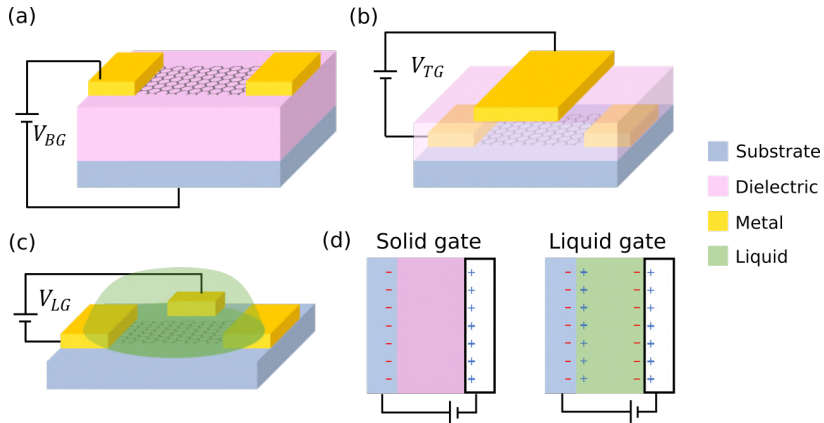 (a)
V_BG
(b)
V_TG
Substrate
Dielectric
Metal
Liquid
(c)
V_LG
(d)
Solid gate
Liquid gate
- +
- +
- +
- +
- +
- +
- +
- + - +
- + - +
- + - +
- + - +
- + - +
- + - +
- + - +